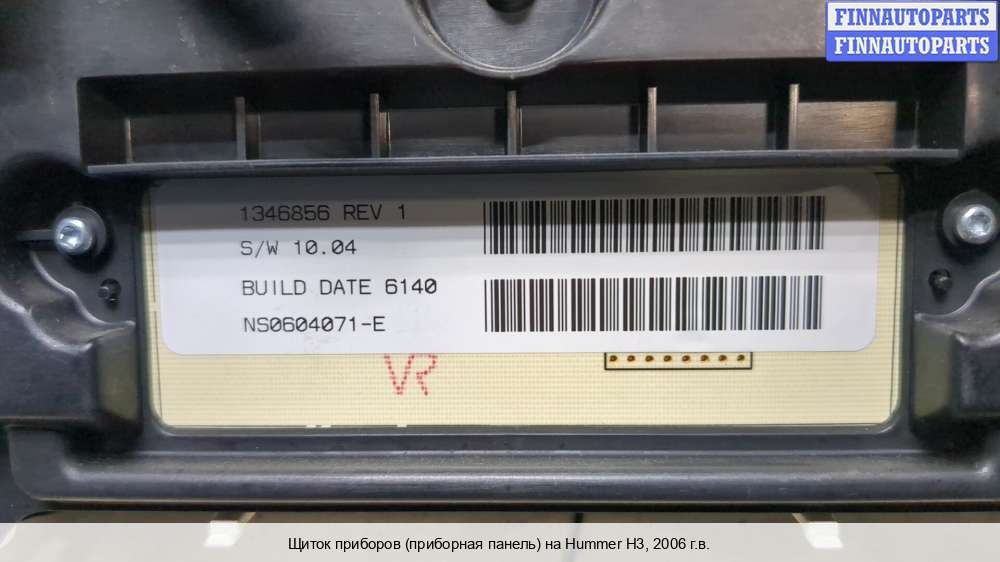 FINNAUTOPARTS
FINNAUTOPARTS
1346856 REV 1
S/W 10.04
BUILD DATE 6140
NS0604071-E
VR
Щиток приборов (приборная панель) на Hummer H3, 2006 г.в.